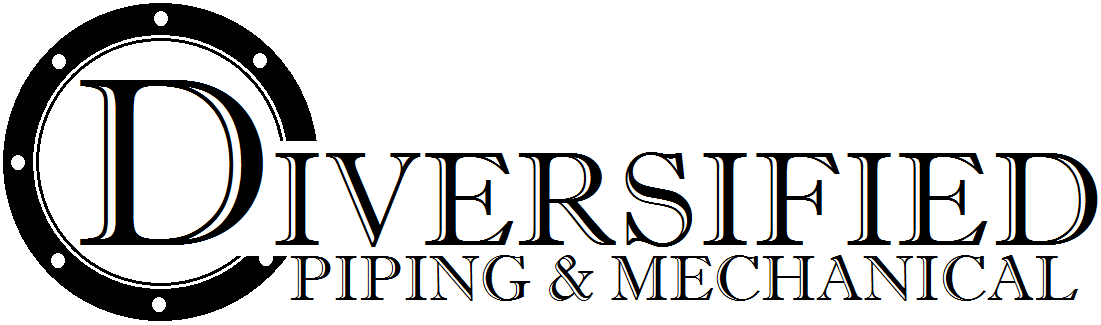 DIVERSIFIED
PIPING & MECHANICAL